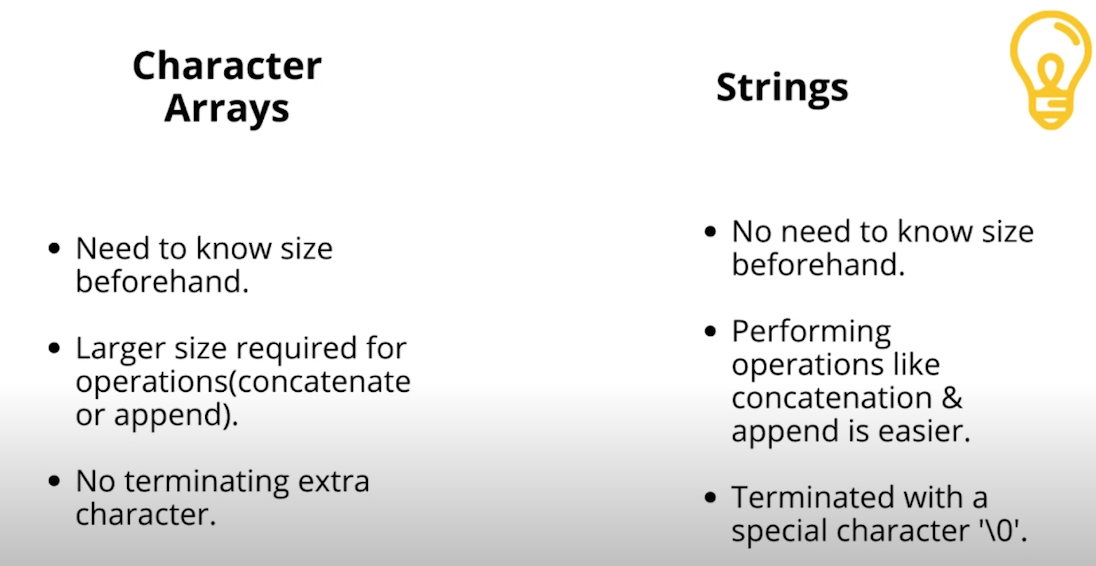 Character
Arrays
Need to know size
beforehand.
Larger size required for
operations(concatenate
or append).
No terminating extra
character.
Strings
No need to know size
beforehand.
Performing
operations like
concatenation &
append is easier.
Terminated with a
special character '\0'.